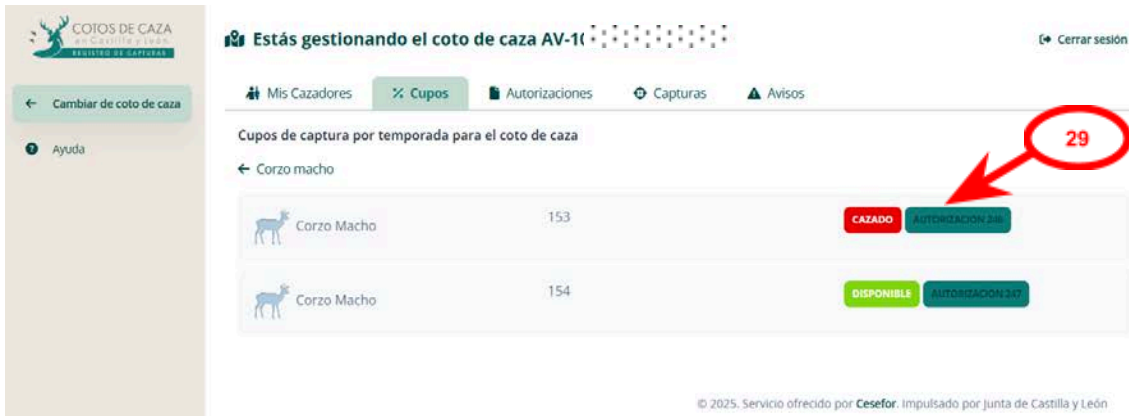 COTOS DE CAZA
en Castilla y León
REGISTRO DE CAPTURAS
Estás gestionando el coto de caza AV-10
Cerrar sesión
← Cambiar de coto de caza
Mis Cazadores
Cupos
Autorizaciones
Capturas
Avisos
Ayuda
Cupos de captura por temporada para el coto de caza
29
← Corzo macho
Corzo Macho 153 CAZADO AUTORIZACION 246
Corzo Macho 154 DISPONIBLE AUTORIZACION 247
© 2025. Servicio ofrecido por Cesefor. Impulsado por Junta de Castilla y León